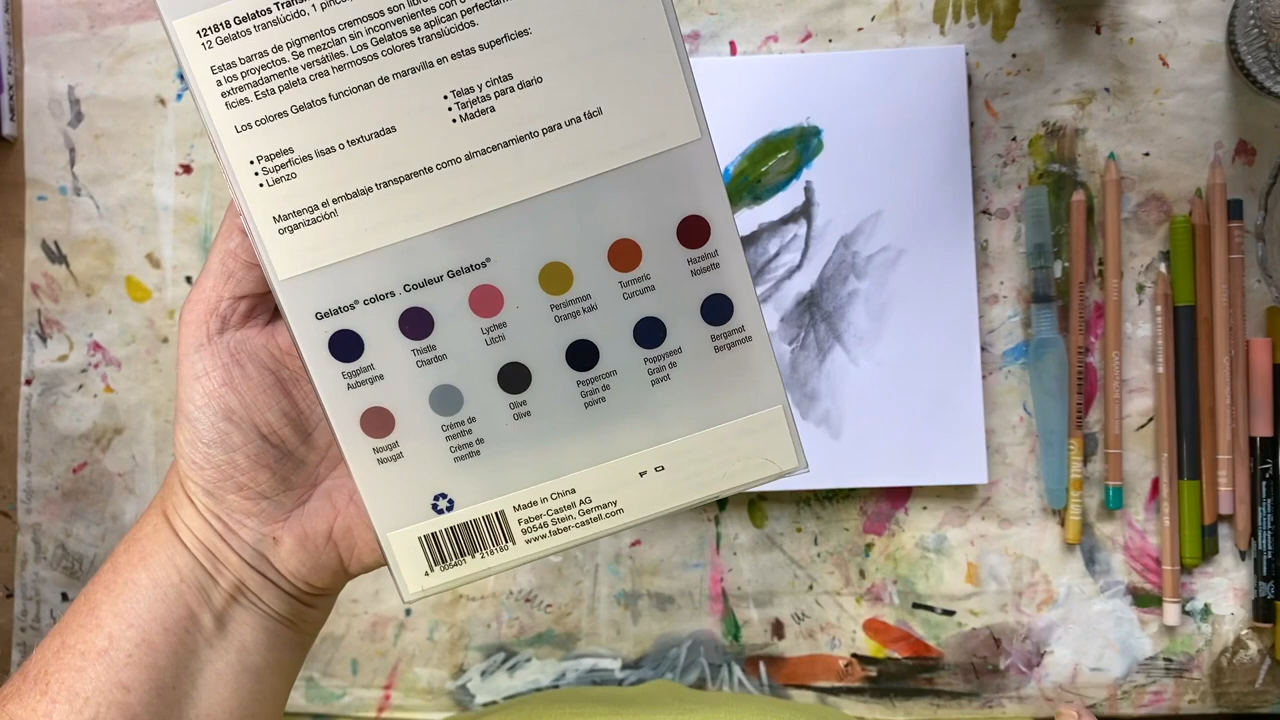 121818 Gelatos
12 Gelatos translúcido, 1
Estas barras de pigmentos cremosos son
a los proyectos. Se mezclan sin inconvenientes con
extremadamente versátiles. Los Gelatos se aplican
ficies. Esta paleta crea hermosos colores translúcidos.
Los colores Gelatos funcionan de maravilla en estas superficies:
• Papeles
• Superficies lisas o texturadas
• Lienzo
• Telas y cintas
• Tarjetas para diario
• Madera
Mantenga el embalaje transparente como almacenamiento para una fácil
organización!
Gelatos® colors . Couleur Gelatos®
Eggplant
Aubergine
Thistle
Chardon
Lychee
Litchi
Persimmon
Orange Kaki
Turmeric
Curcuma
Hazelnut
Noisette
Nougat
Nougat
Crème de
menthe
Crème de
menthe
Olive
Olive
Peppercorn
Grain de
poivre
Poppyseed
Grain de
pavot
Bergamot
Bergamote
Made in China
Faber-Castell AG
90546 Stein, Germany
www.faber-castell.com
4 005401 218180